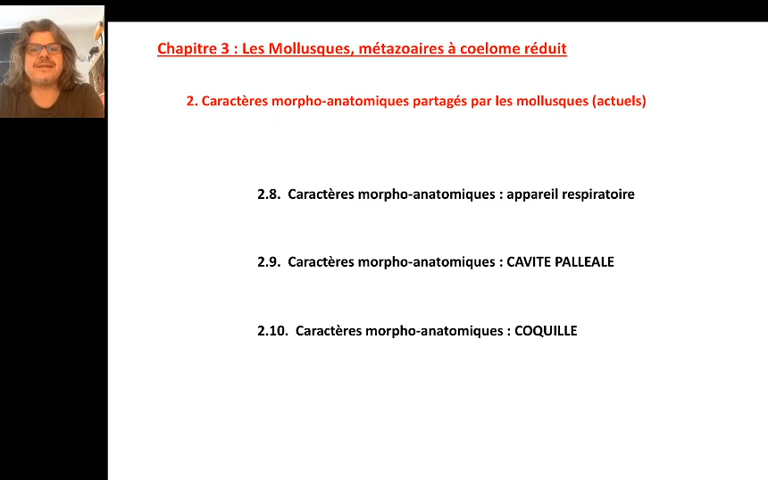 Chapitre 3 : Les Mollusques, métazoaires à coelome réduit
2. Caractères morpho-anatomiques partagés par les mollusques (actuels)
2.8. Caractères morpho-anatomiques : appareil respiratoire
2.9. Caractères morpho-anatomiques : CAVITE PALLEALE
2.10. Caractères morpho-anatomiques : COQUILLE